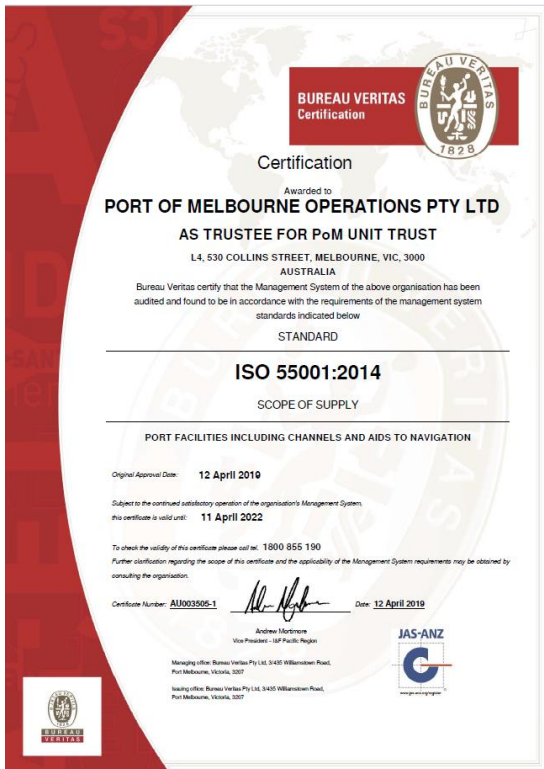 BUREAU VERITAS
Certification
BUREAU VERITAS
1828
Certification
Awarded to
PORT OF MELBOURNE OPERATIONS PTY LTD
AS TRUSTEE FOR PoM UNIT TRUST
L4, 530 COLLINS STREET, MELBOURNE, VIC, 3000
AUSTRALIA
Bureau Veritas certify that the Management System of the above organisation has been
audited and found to be in accordance with the requirements of the management system
standards indicated below
STANDARD
ISO 55001:2014
SCOPE OF SUPPLY
PORT FACILITIES INCLUDING CHANNELS AND AIDS TO NAVIGATION
Original Approval Date: 12 April 2019
Subject to the continued satisfactory operation of the organisation's Management System,
this certificate is valid until: 11 April 2022
To check the validity of this certificate please call tel. 1800 855 190
Further clarification regarding the scope of this certificate and the applicability of the Management System requirements may be obtained by
consulting the organisation.
Certificate Number: AU003505-1 Date: 12 April 2019
Andrew Mortimore
Vice President - I&F Pacific Region
JAS-ANZ
Managing office: Bureau Veritas Pty Ltd, 3/435 Williamstown Road,
Port Melbourne, Victoria, 3207
Issuing office: Bureau Veritas Pty Ltd, 3/435 Williamstown Road,
Port Melbourne, Victoria, 3207
www.jas-anz.org/register
BUREAU
VERITAS